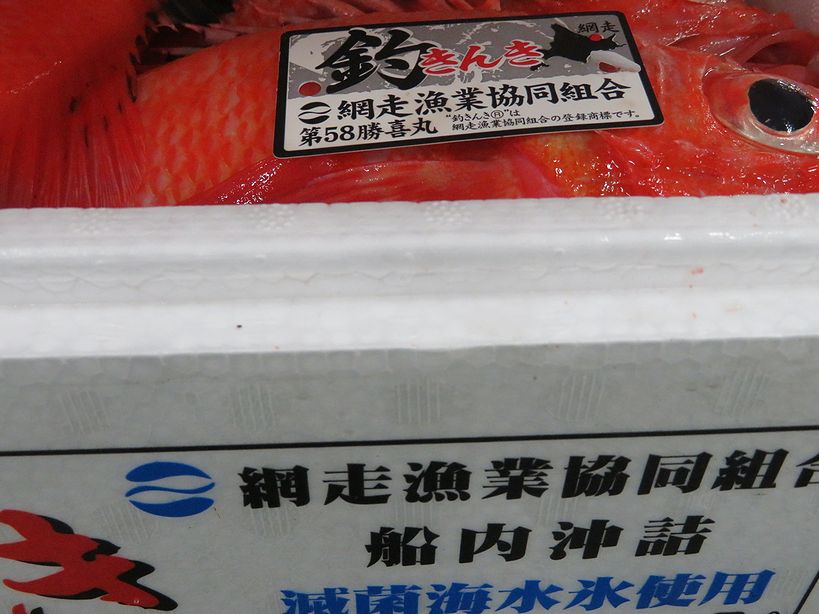 釣きんき
網走
網走漁業協同組合
第58勝喜丸
"釣きんき®"は
網走漁業協同組合の登録商標です。
網走漁業協同組合
船内沖詰
滅菌海水氷使用